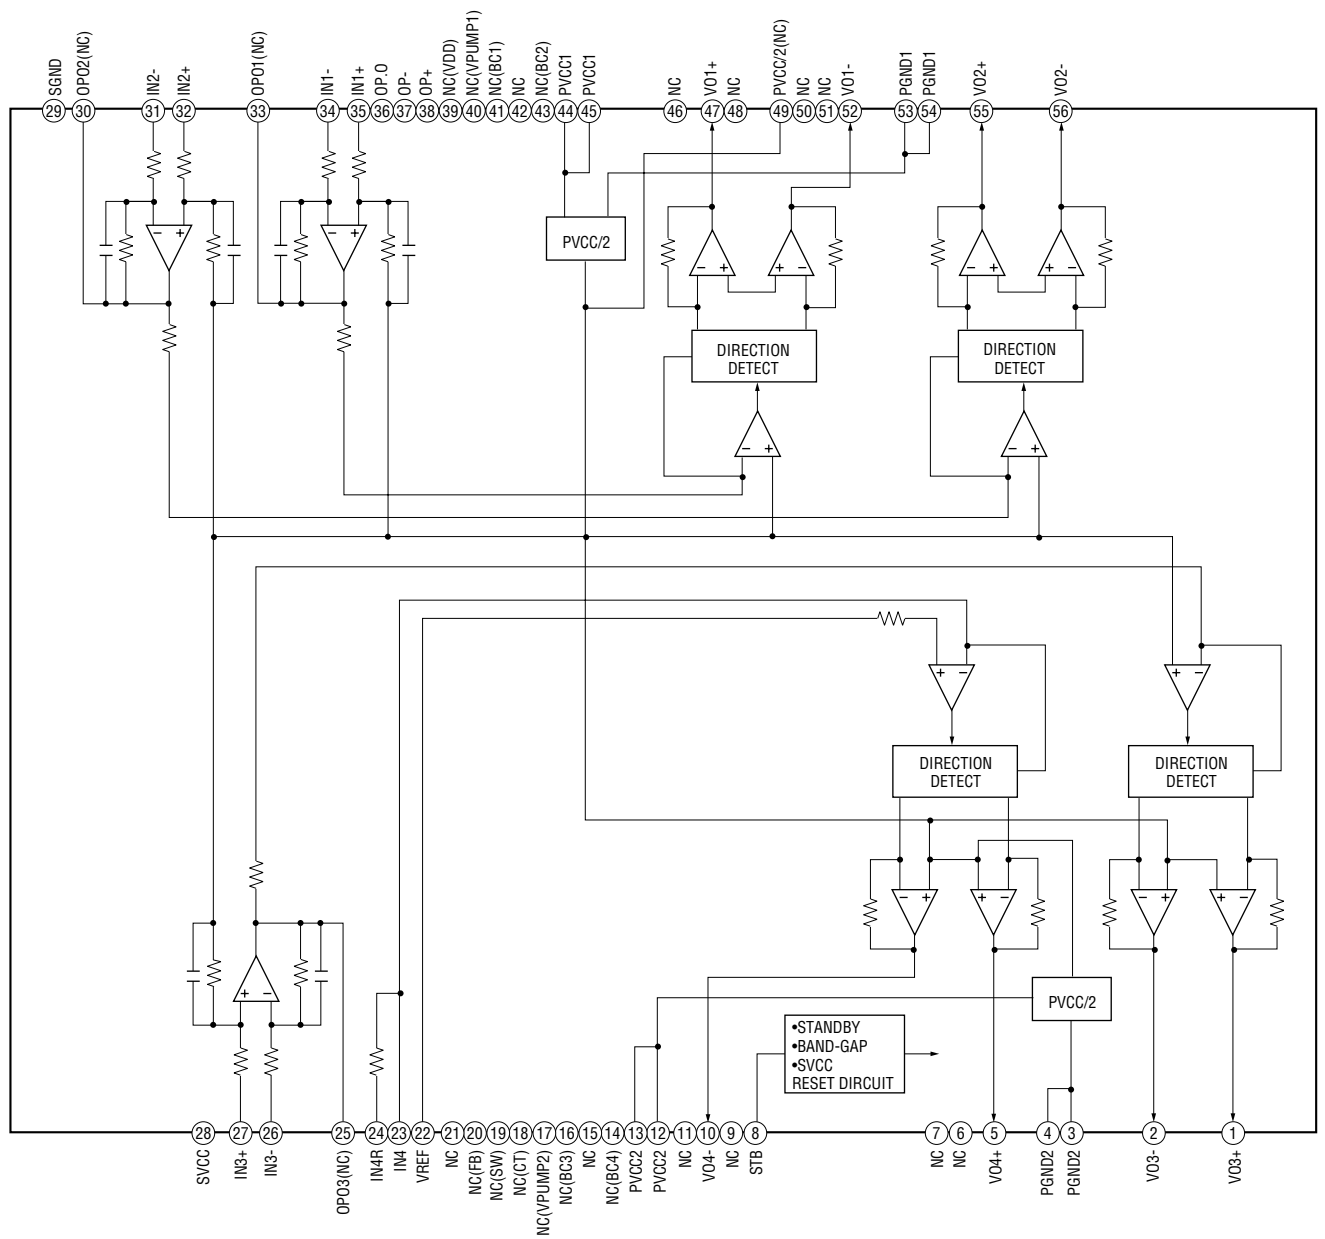 SGND
OPO2(NC)
IN2-
IN2+
OPO1(NC)
IN1-
IN1+
OP.O
OP-
OP+
NC(VDD)
NC(VPUMP1)
NC(BC1)
NC
NC(BC2)
PVCC1
PVCC1
NC
VO1+
NC
PVCC/2(NC)
NC
NC
VO1-
PGND1
PGND1
VO2+
VO2-
29 30 31 32 33 34 35 36 37 38 39 40 41 42 43 44 45 46 47 48 49 50 51 52 53 54 55 56
- +
- +
PVCC/2
- +
+ -
- +
+ -
DIRECTION
DETECT
DIRECTION
DETECT
- +
- +
+ -
+ -
DIRECTION
DETECT
DIRECTION
DETECT
- +
+ -
- +
+ -
+ -
PVCC/2
•STANDBY
•BAND-GAP
•SVCC
RESET DIRCUIT
28 27 26 25 24 23 22 21 20 19 18 17 16 15 14 13 12 11 10 9 8 7 6 5 4 3 2 1
SVCC
IN3+
IN3-
OPO3(NC)
IN4R
IN4
VREF
NC
NC(FB)
NC(SW)
NC(CT)
NC(VPUMP2)
NC(BC3)
NC
NC(BC4)
PVCC2
PVCC2
NC
VO4-
NC
STB
NC
NC
VO4+
PGND2
PGND2
VO3-
VO3+